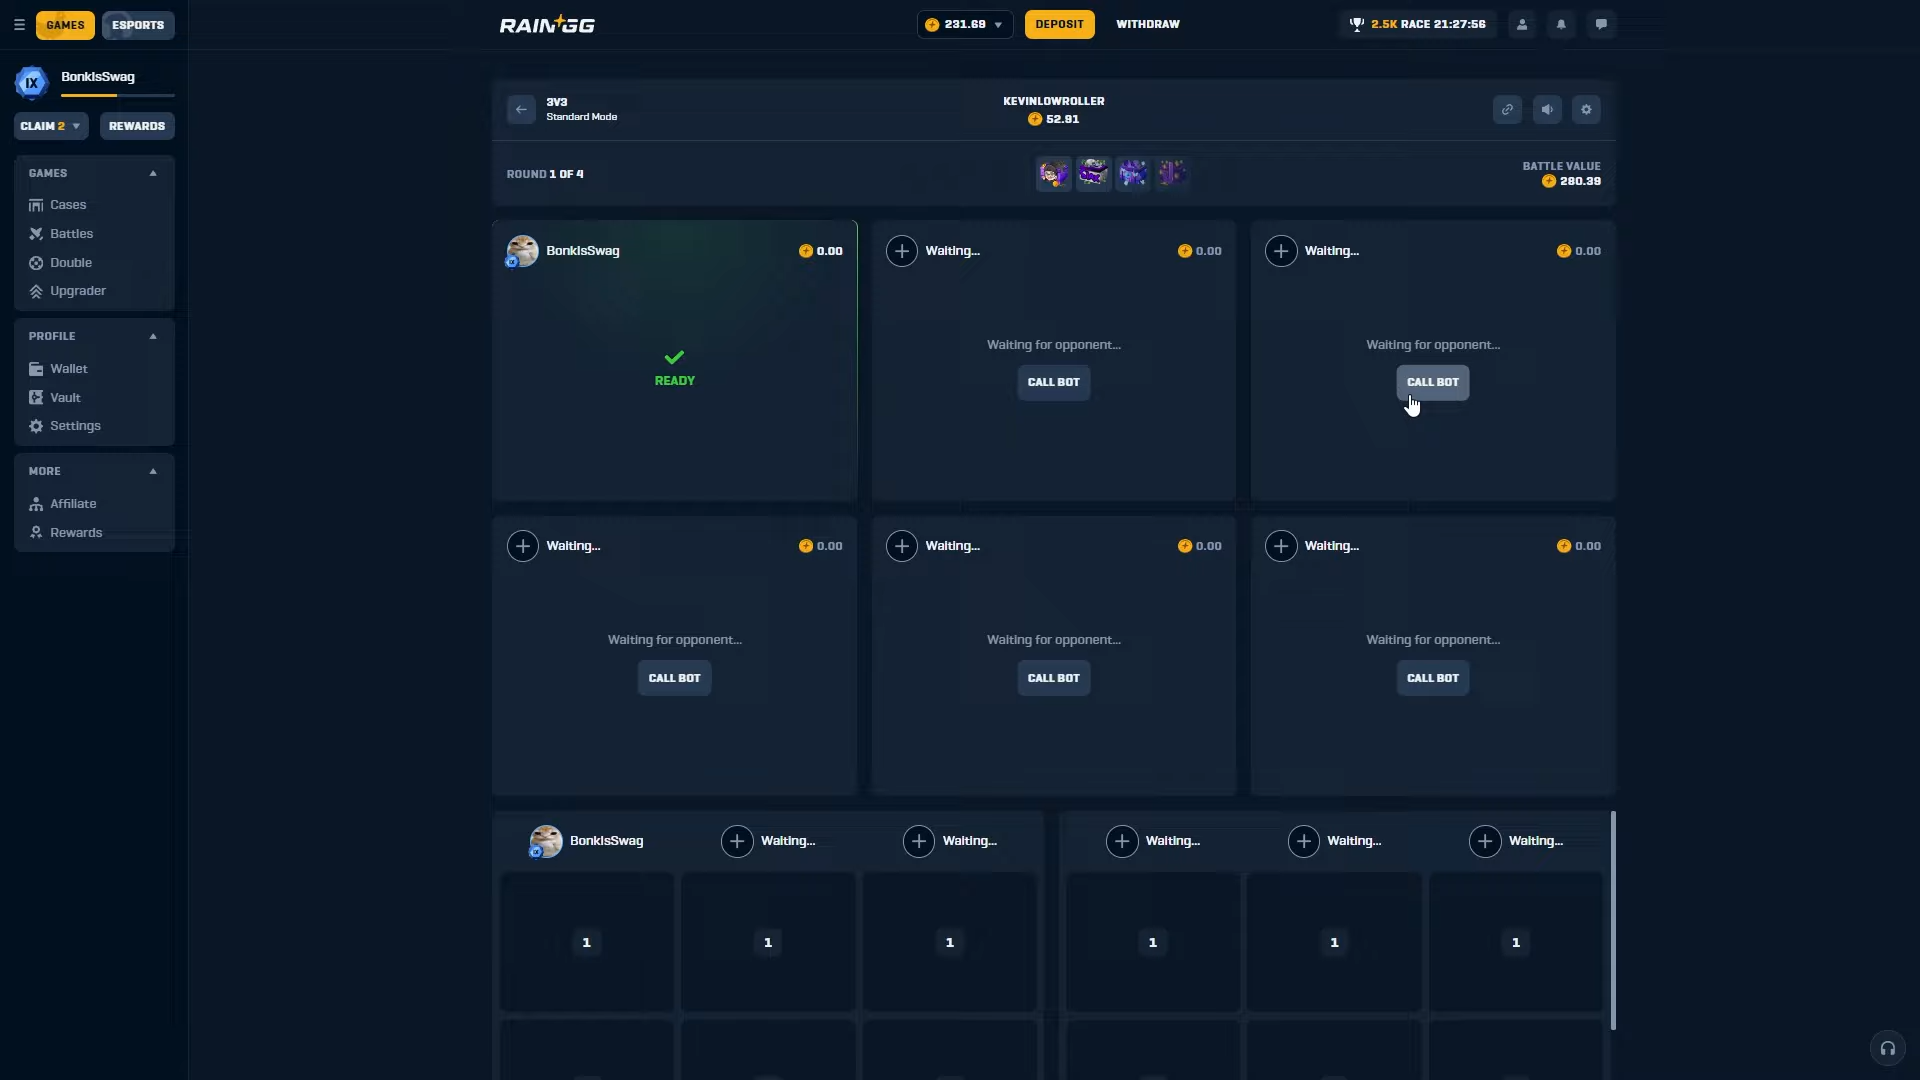 GAMES
ESPORTS
RAIN GG
231.69
DEPOSIT
WITHDRAW
2.5K RACE 21:27:56
IX
BonkIsSwag
CLAIM 2
REWARDS
GAMES
Cases
Battles
Double
Upgrader
PROFILE
Wallet
Vault
Settings
MORE
Affiliate
Rewards
3V3
Standard Mode
KEVINLOWROLLER
52.91
ROUND 1 OF 4
BATTLE VALUE
280.39
BonkIsSwag
0.00
READY
Waiting...
0.00
Waiting for opponent...
CALL BOT
Waiting...
0.00
Waiting for opponent...
CALL BOT
Waiting...
0.00
Waiting for opponent...
CALL BOT
Waiting...
0.00
Waiting for opponent...
CALL BOT
Waiting...
0.00
Waiting for opponent...
CALL BOT
BonkIsSwag
Waiting...
Waiting...
Waiting...
Waiting...
Waiting...
1
1
1
1
1
1